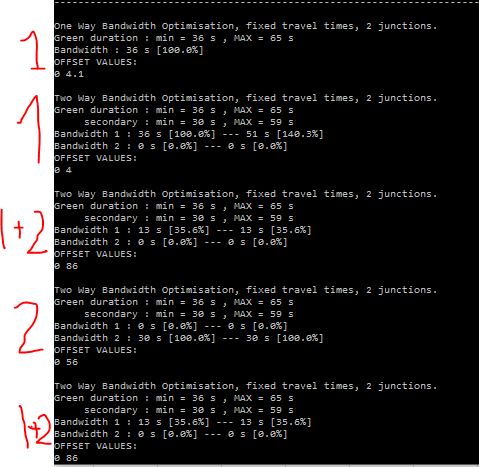 1
One Way Bandwidth Optimisation, fixed travel times, 2 junctions.
Green duration : min = 36 s , MAX = 65 s
Bandwidth : 36 s [100.0%]
OFFSET VALUES:
0 4.1
1
Two Way Bandwidth Optimisation, fixed travel times, 2 junctions.
Green duration : min = 36 s , MAX = 65 s
secondary : min = 30 s , MAX = 59 s
Bandwidth 1 : 36 s [100.0%] --- 51 s [140.3%]
Bandwidth 2 : 0 s [0.0%] --- 0 s [0.0%]
OFFSET VALUES:
0 4
1+2
Two Way Bandwidth Optimisation, fixed travel times, 2 junctions.
Green duration : min = 36 s , MAX = 65 s
secondary : min = 30 s , MAX = 59 s
Bandwidth 1 : 13 s [35.6%] --- 13 s [35.6%]
Bandwidth 2 : 0 s [0.0%] --- 0 s [0.0%]
OFFSET VALUES:
0 86
2
Two Way Bandwidth Optimisation, fixed travel times, 2 junctions.
Green duration : min = 36 s , MAX = 65 s
secondary : min = 30 s , MAX = 59 s
Bandwidth 1 : 0 s [0.0%] --- 0 s [0.0%]
Bandwidth 2 : 30 s [100.0%] --- 30 s [100.0%]
OFFSET VALUES:
0 56
1+2
Two Way Bandwidth Optimisation, fixed travel times, 2 junctions.
Green duration : min = 36 s , MAX = 65 s
secondary : min = 30 s , MAX = 59 s
Bandwidth 1 : 13 s [35.6%] --- 13 s [35.6%]
Bandwidth 2 : 0 s [0.0%] --- 0 s [0.0%]
OFFSET VALUES:
0 86